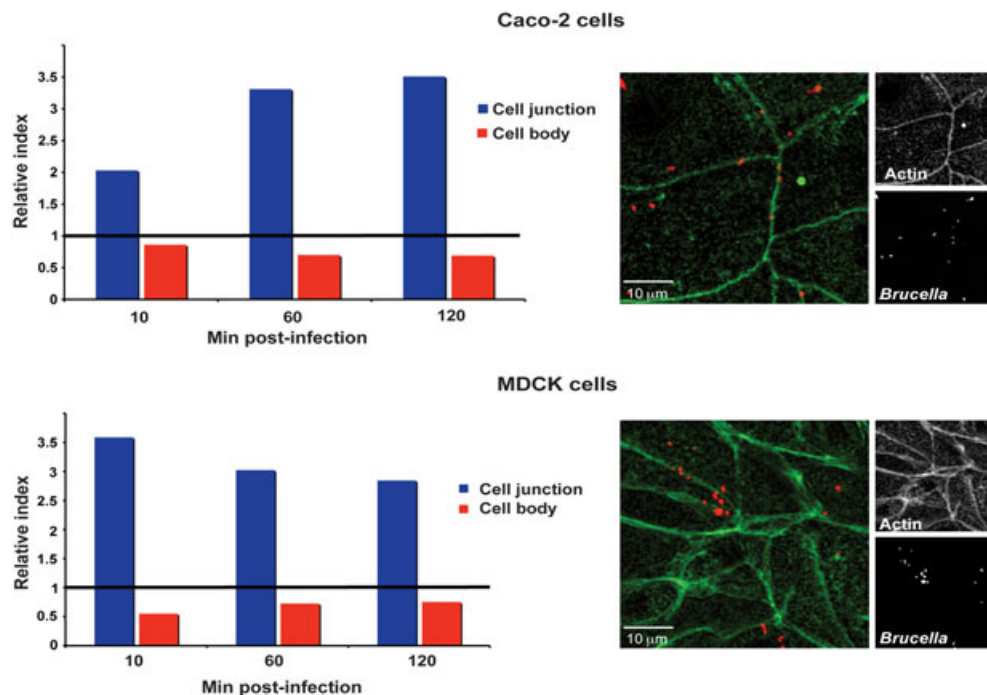 Caco-2 cells
Relative index
3.5
3
2.5
2
1.5
1
0.5
0
10 60 120
Min post-infection
Cell junction
Cell body
10 µm
Actin
Brucella
MDCK cells
Relative index
3.5
3
2.5
2
1.5
1
0.5
0
10 60 120
Min post-infection
Cell junction
Cell body
10 µm
Actin
Brucella